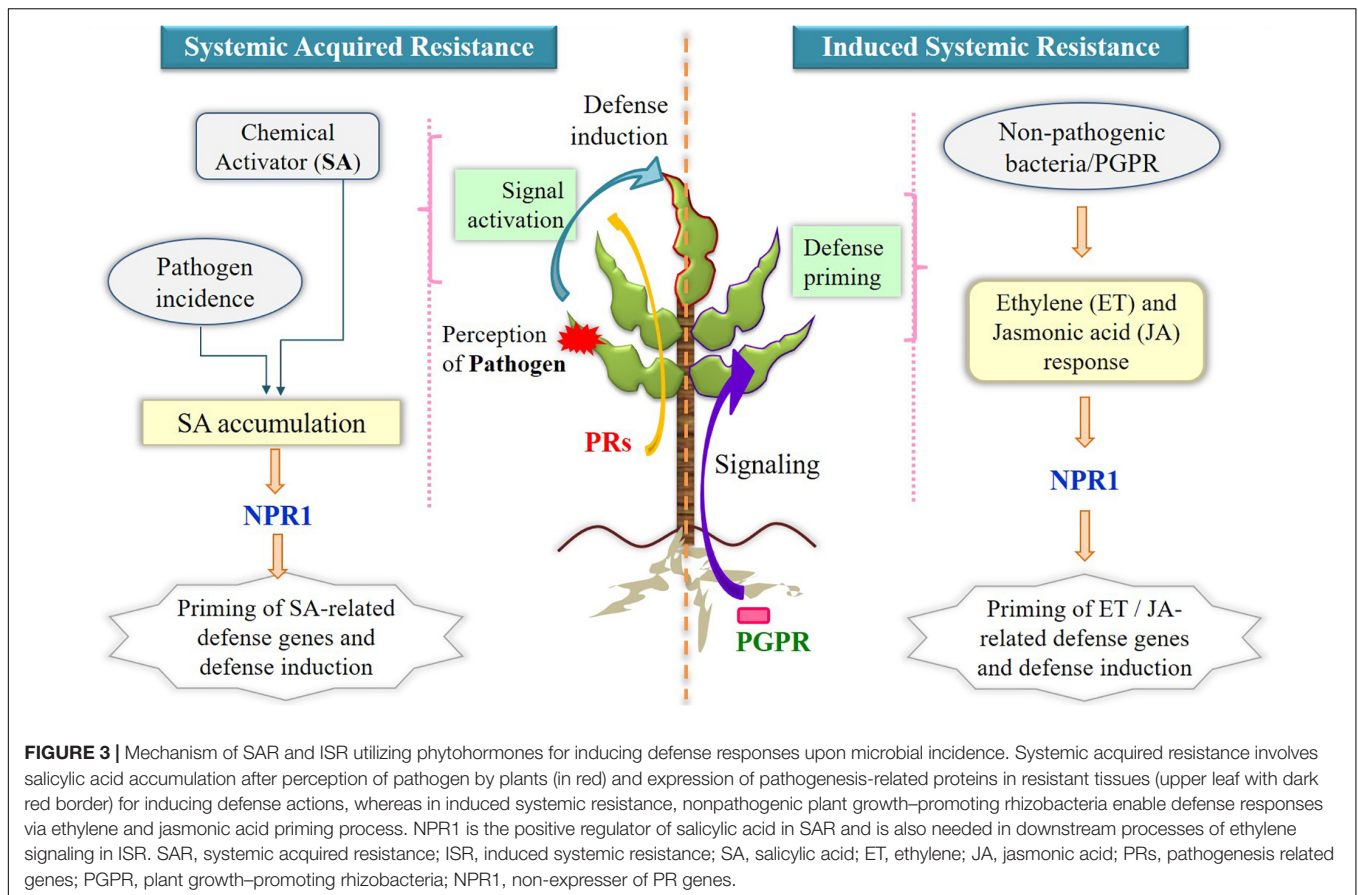 Systemic Acquired Resistance
Chemical
Activator (SA)
Pathogen
incidence
SA accumulation
NPR1
Priming of SA-related
defense genes and
defense induction
Defense
induction
Signal
activation
Perception
of Pathogen
PRs
Signaling
PGPR
Defense
priming
Induced Systemic Resistance
Non-pathogenic
bacteria/PGPR
Ethylene (ET) and
Jasmonic acid (JA)
response
NPR1
Priming of ET / JA-
related defense genes
and defense induction
FIGURE 3 | Mechanism of SAR and ISR utilizing phytohormones for inducing defense responses upon microbial incidence. Systemic acquired resistance involves
salicylic acid accumulation after perception of pathogen by plants (in red) and expression of pathogenesis-related proteins in resistant tissues (upper leaf with dark
red border) for inducing defense actions, whereas in induced systemic resistance, nonpathogenic plant growth–promoting rhizobacteria enable defense responses
via ethylene and jasmonic acid priming process. NPR1 is the positive regulator of salicylic acid in SAR and is also needed in downstream processes of ethylene
signaling in ISR. SAR, systemic acquired resistance; ISR, induced systemic resistance; SA, salicylic acid; ET, ethylene; JA, jasmonic acid; PRs, pathogenesis related
genes; PGPR, plant growth–promoting rhizobacteria; NPR1, non-expresser of PR genes.